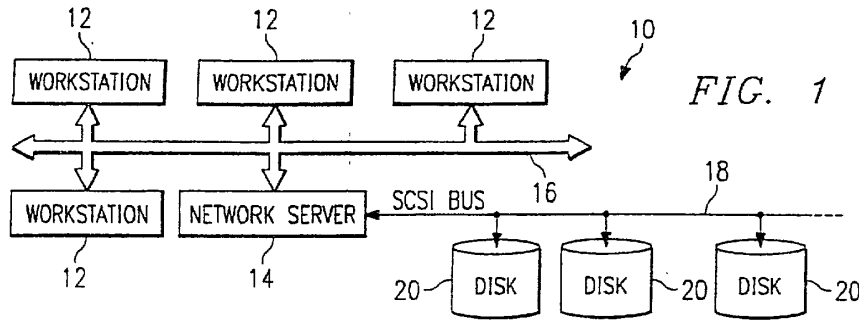 12 12 12 10
WORKSTATION WORKSTATION WORKSTATION
FIG. 1
16
WORKSTATION NETWORK SERVER SCSI BUS 18
12 14
20 DISK DISK 20 DISK 20